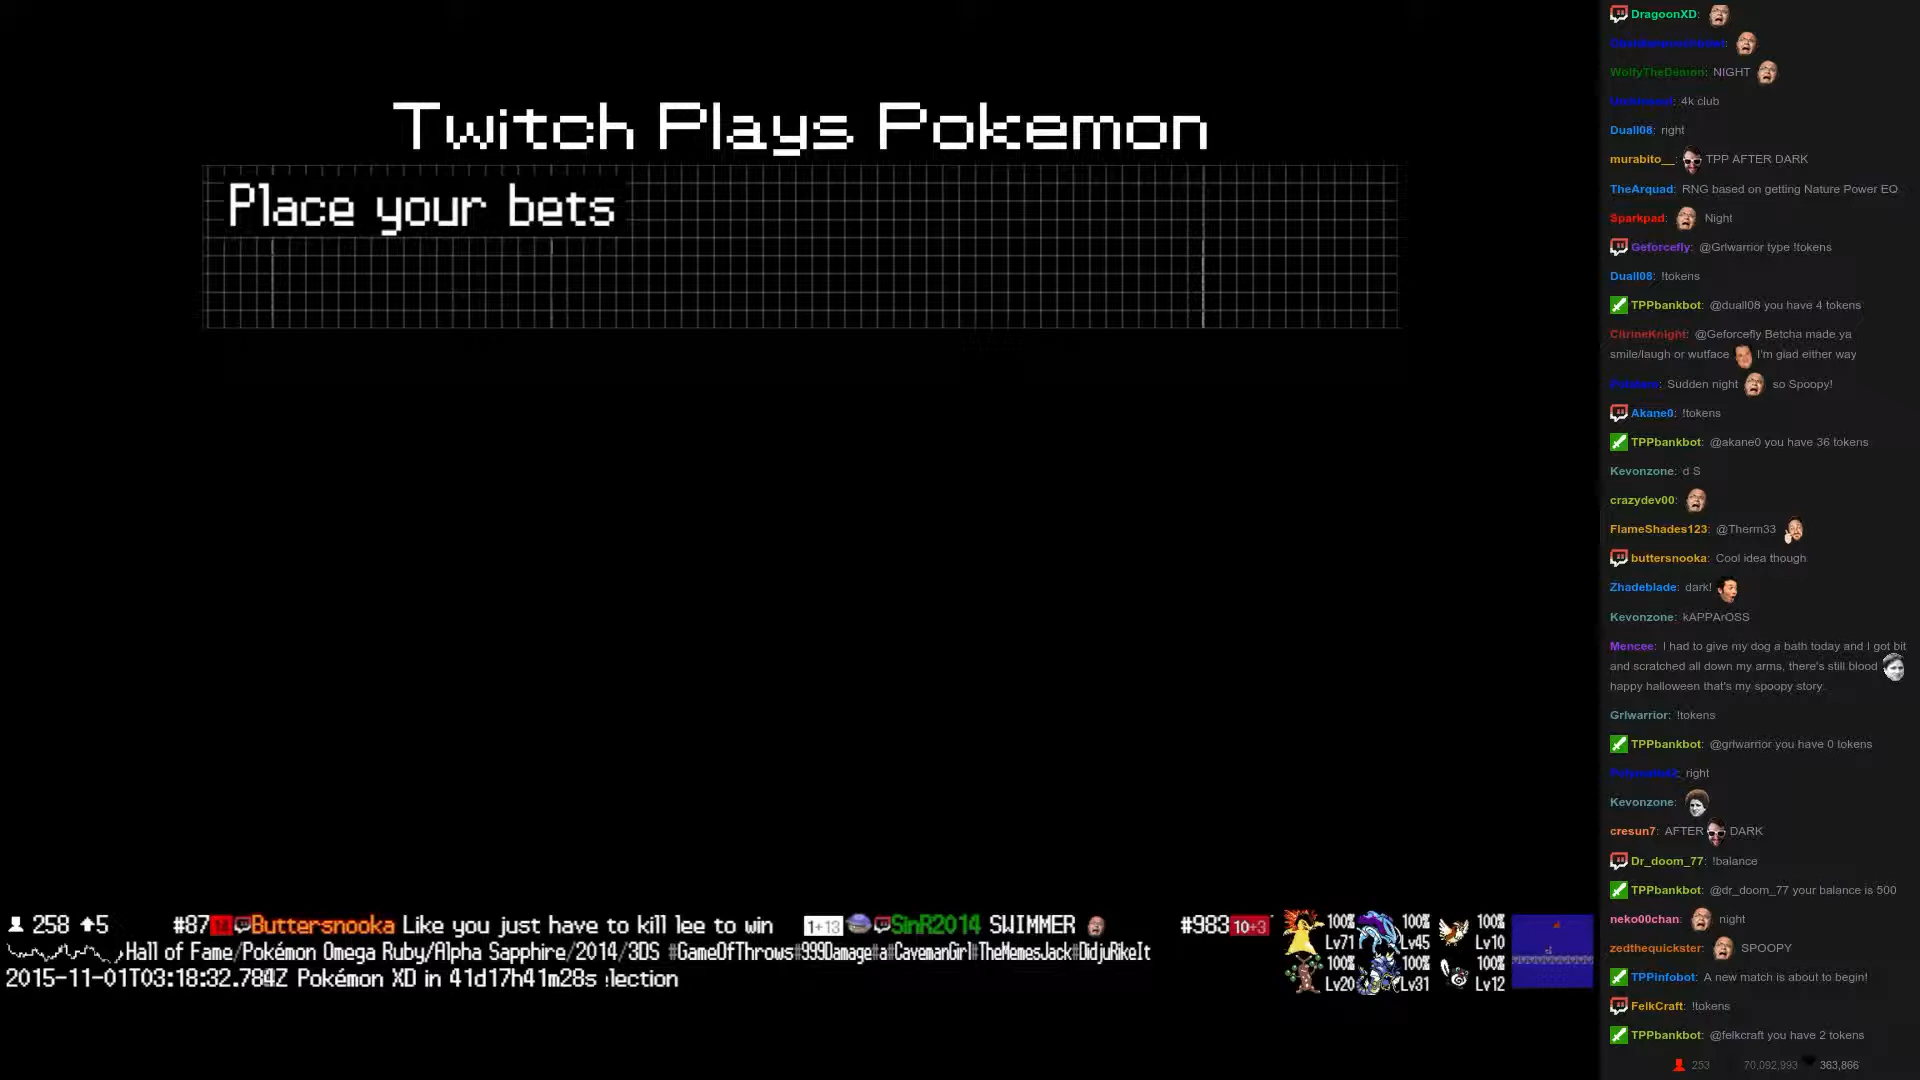 Twitch Plays Pokemon
Place your bets
258 5
#87 Buttersnooka Like you just have to kill lee to win
1+13 SinR2014 SWIMMER
#983 10+3
Hall of Fame/Pokémon Omega Ruby/Alpha Sapphire/2014/3DS #GameOfThrows#999Damage#a#CavemanGrl#TheMemesJack#DidjuRikeIt
2015-11-01T03:18:32.784Z Pokémon XD in 41d17h41m28s
100% 100% 100%
Lv71 Lv45 Lv10
100% 100% 100%
Lv20 Lv31 Lv12
DragoonXD:
WolfyTheDemon: NIGHT
4k club
Duall08: right
murabito__: TPP AFTER DARK
TheArquad: RNG based on getting Nature Power EQ
Sparkpad: Night
Geforcefly: @Grlwarrior type !tokens
Duall08: !tokens
TPPbankbot: @duall08 you have 4 tokens
CitrineKnight: @Geforcefly Betcha made ya
smile/laugh or wutface I'm glad either way
Sudden night so Spoopy!
Akane0: !tokens
TPPbankbot: @akane0 you have 36 tokens
Kevonzone: d S
crazydev00:
FlameShades123: @Therm33
buttersnooka: Cool idea though
Zhadeblade: dark!
Kevonzone: kAPPArOSS
Mencee: I had to give my dog a bath today and I got bit
and scratched all down my arms, there's still blood
happy halloween that's my spoopy story.
Grlwarrior: !tokens
TPPbankbot: @grlwarrior you have 0 tokens
right
Kevonzone:
cresun7: AFTER DARK
Dr_doom_77: !balance
TPPbankbot: @dr_doom_77 your balance is 500
neko00chan: night
zedthequickster: SPOOPY
TPPinfobot: A new match is about to begin!
FelkCraft: !tokens
TPPbankbot: @felkcraft you have 2 tokens
253 70,092,993 363,866